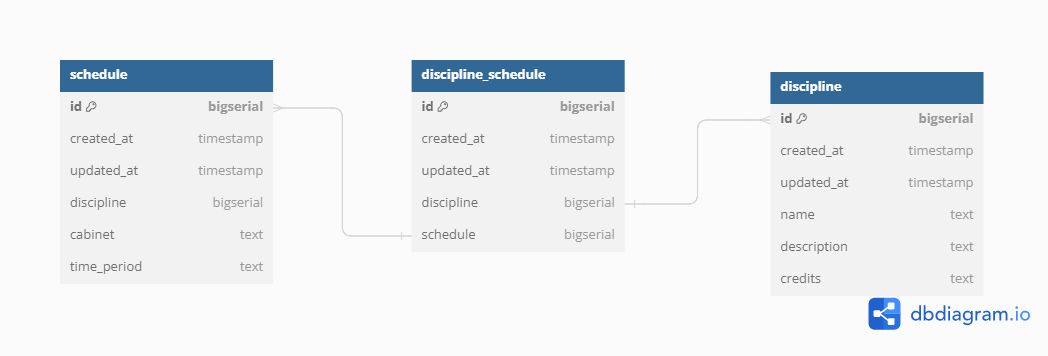 schedule
id bigserial
created_at timestamp
updated_at timestamp
discipline bigserial
cabinet text
time_period text
discipline_schedule
id bigserial
created_at timestamp
updated_at timestamp
discipline bigserial
schedule bigserial
discipline
id bigserial
created_at timestamp
updated_at timestamp
name text
description text
credits text
dbdiagram.io